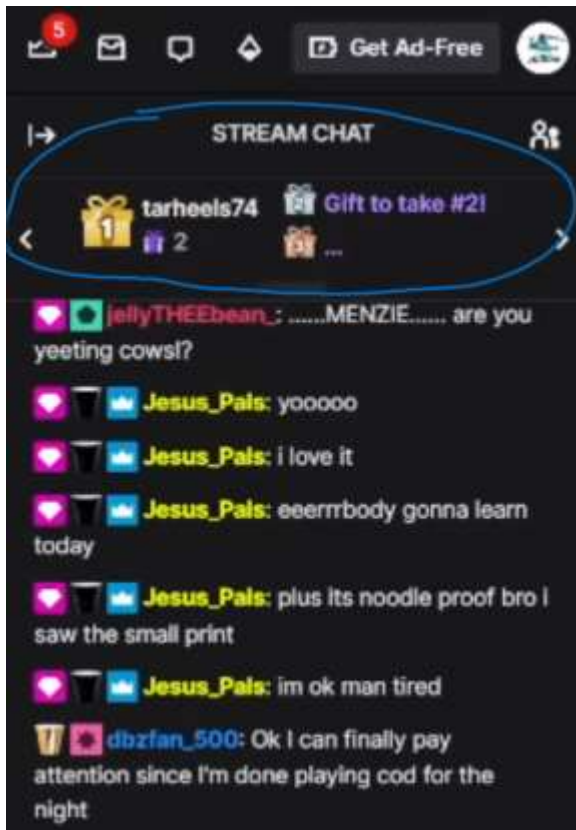 5
Get Ad-Free
STREAM CHAT
1 tarheels74 2 Gift to take #2!
2 3 ...
jellyTHEEbean_: ......MENZIE...... are you
yeeting cows!?
Jesus_Pals: yooooo
Jesus_Pals: i love it
Jesus_Pals: eeerrrbody gonna learn
today
Jesus_Pals: plus its noodle proof bro i
saw the small print
Jesus_Pals: im ok man tired
dbzfan_500: Ok I can finally pay
attention since I'm done playing cod for the
night